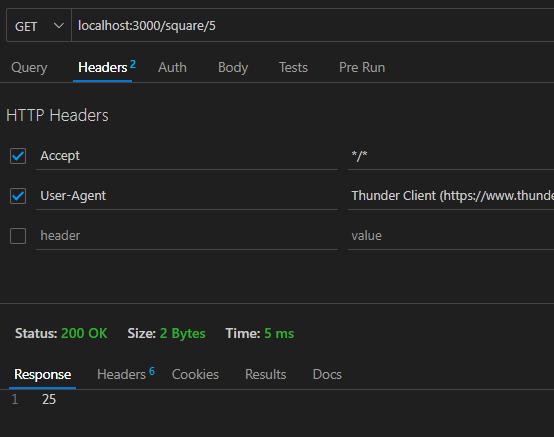 GET localhost:3000/square/5
Query Headers 2 Auth Body Tests Pre Run
HTTP Headers
Accept */*
User-Agent Thunder Client (https://www.thunde
header value
Status: 200 OK Size: 2 Bytes Time: 5 ms
Response Headers 6 Cookies Results Docs
1 25